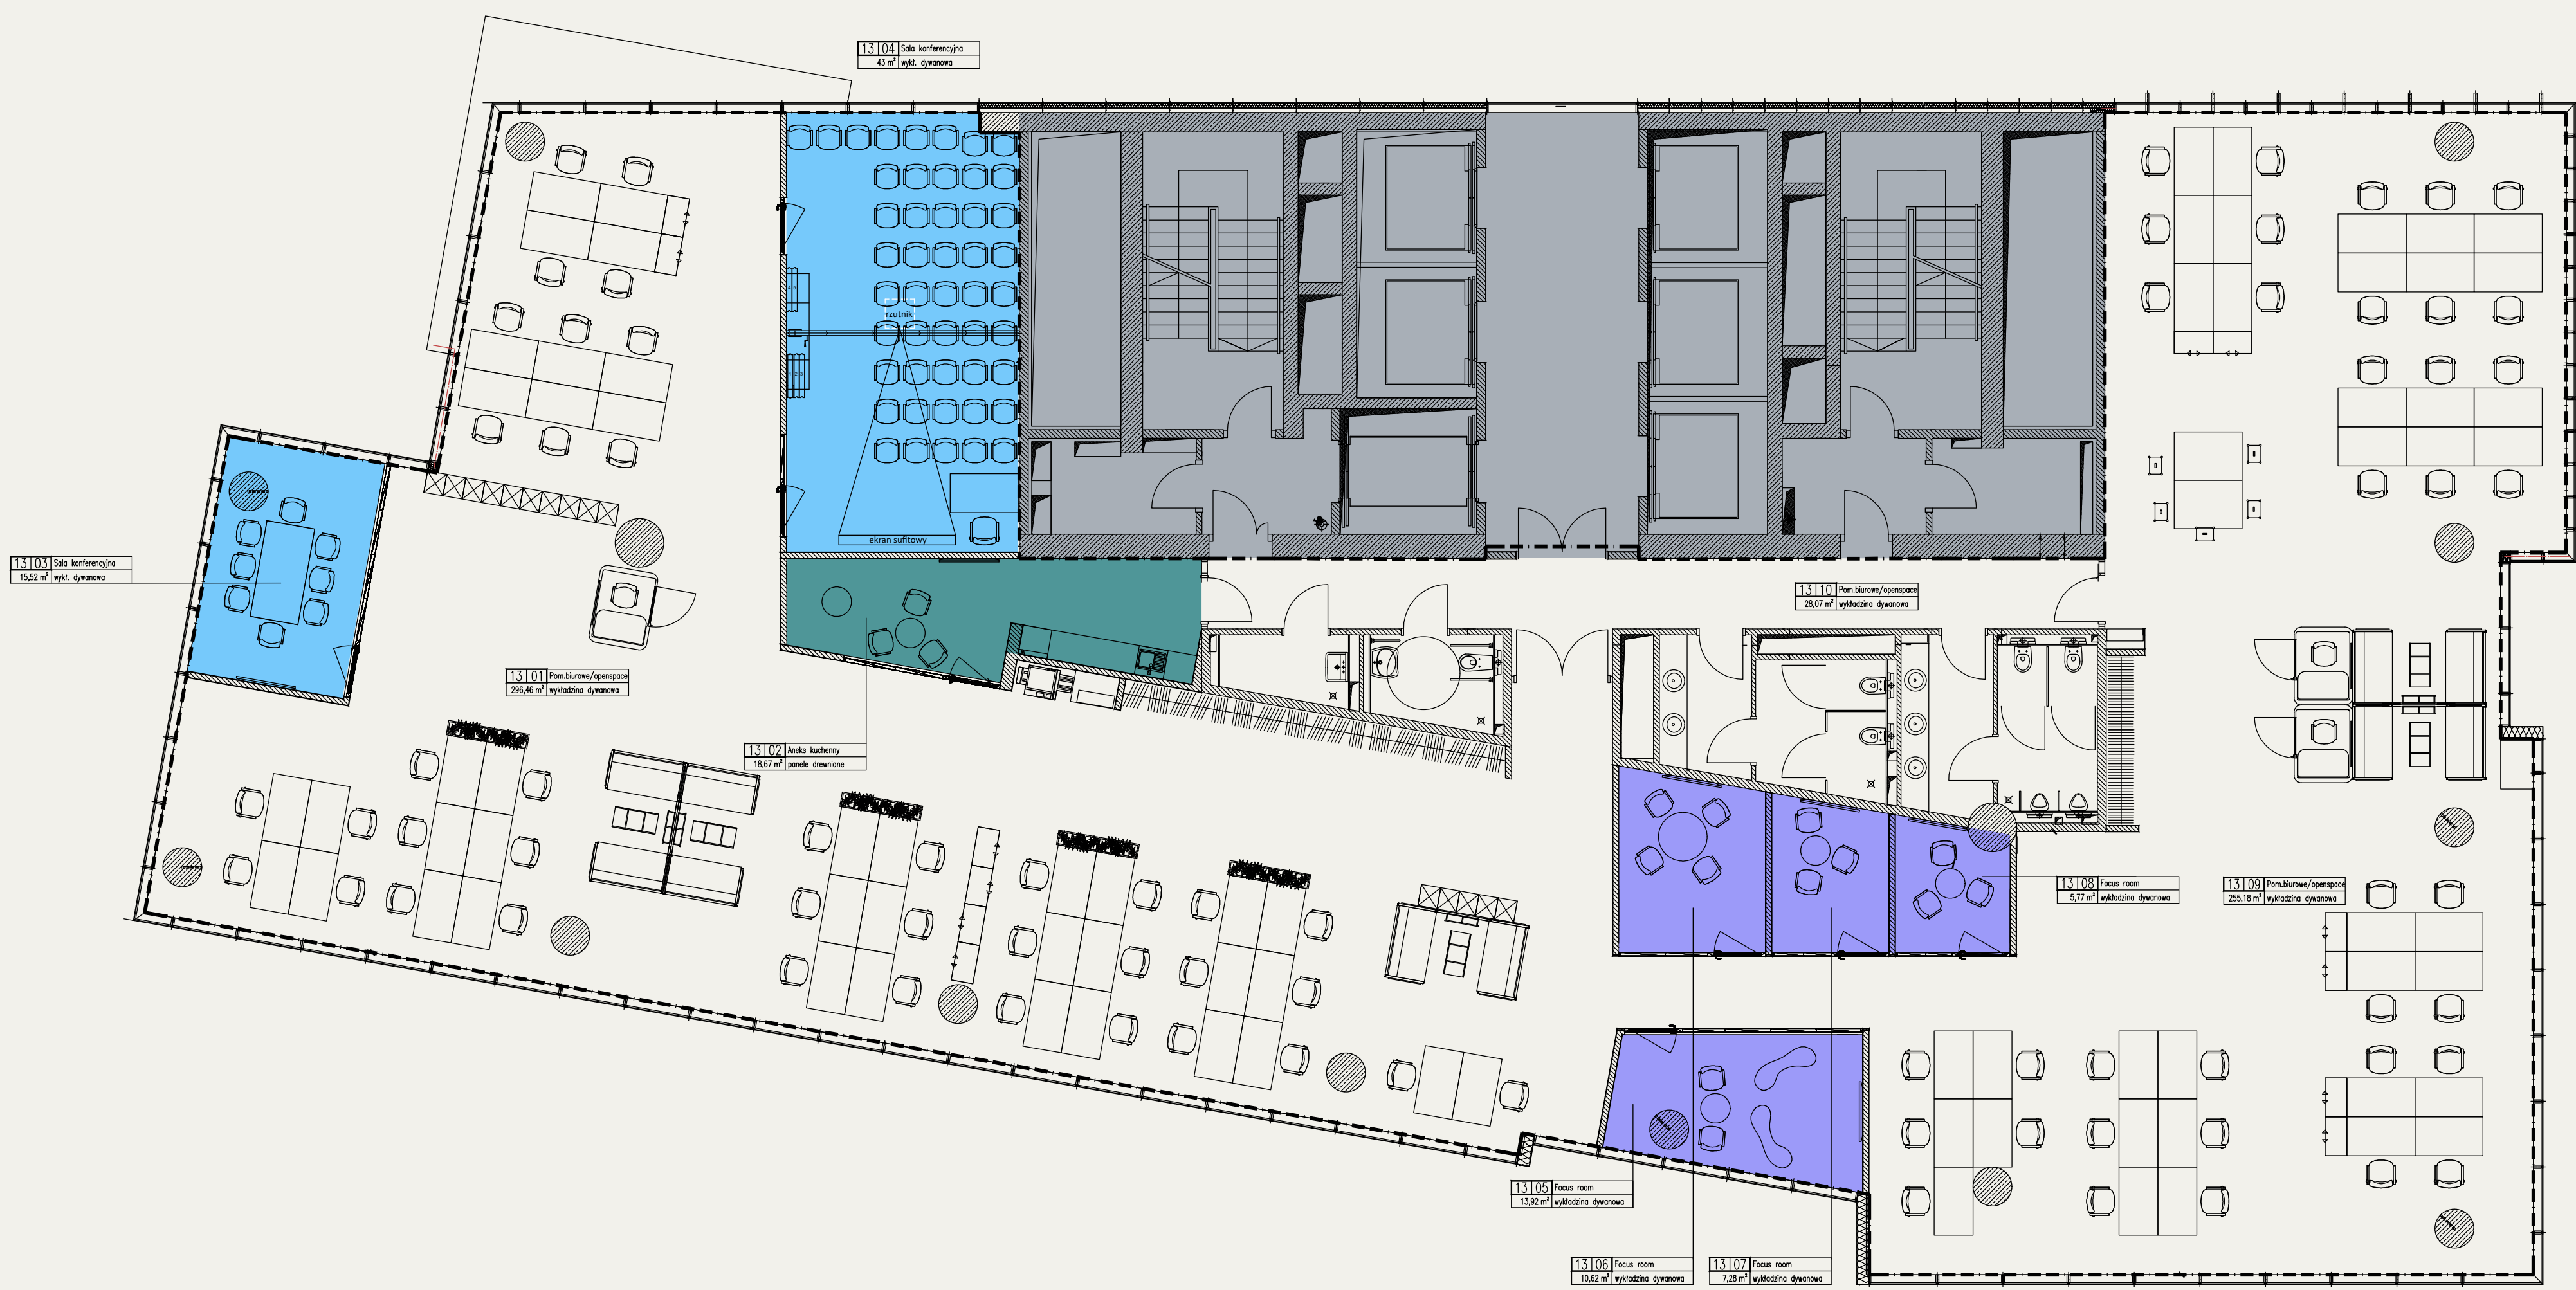 13|04 Sala konferencyjna
43 m² wykł. dywanowa
rzutnik
ekran sufitowy
13|03 Sala konferencyjna
15,52 m² wykł. dywanowa
13|10 Pom.biurowe/openspace
28,07 m² wykładzina dywanowa
13|01 Pom.biurowe/openspace
296,46 m² wykładzina dywanowa
13|02 Aneks kuchenny
18,67 m² panele drewniane
13|08 Focus room
5,77 m² wykładzina dywanowa
13|09 Pom.biurowe/openspace
255,18 m² wykładzina dywanowa
13|05 Focus room
13,92 m² wykładzina dywanowa
13|06 Focus room
10,62 m² wykładzina dywanowa
13|07 Focus room
7,28 m² wykładzina dywanowa